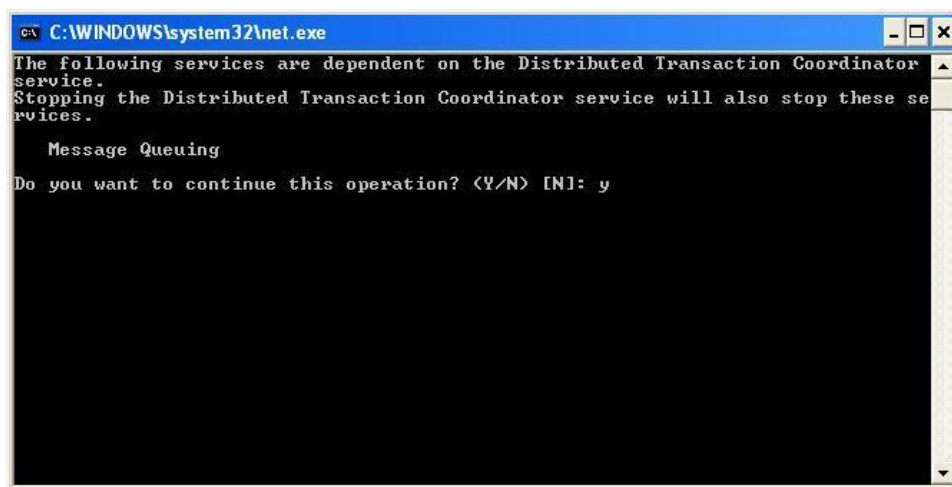 C:\WINDOWS\system32\net.exe
The following services are dependent on the Distributed Transaction Coordinator
service.
Stopping the Distributed Transaction Coordinator service will also stop these se
rvices.
Message Queuing
Do you want to continue this operation? (Y/N) [N]: y